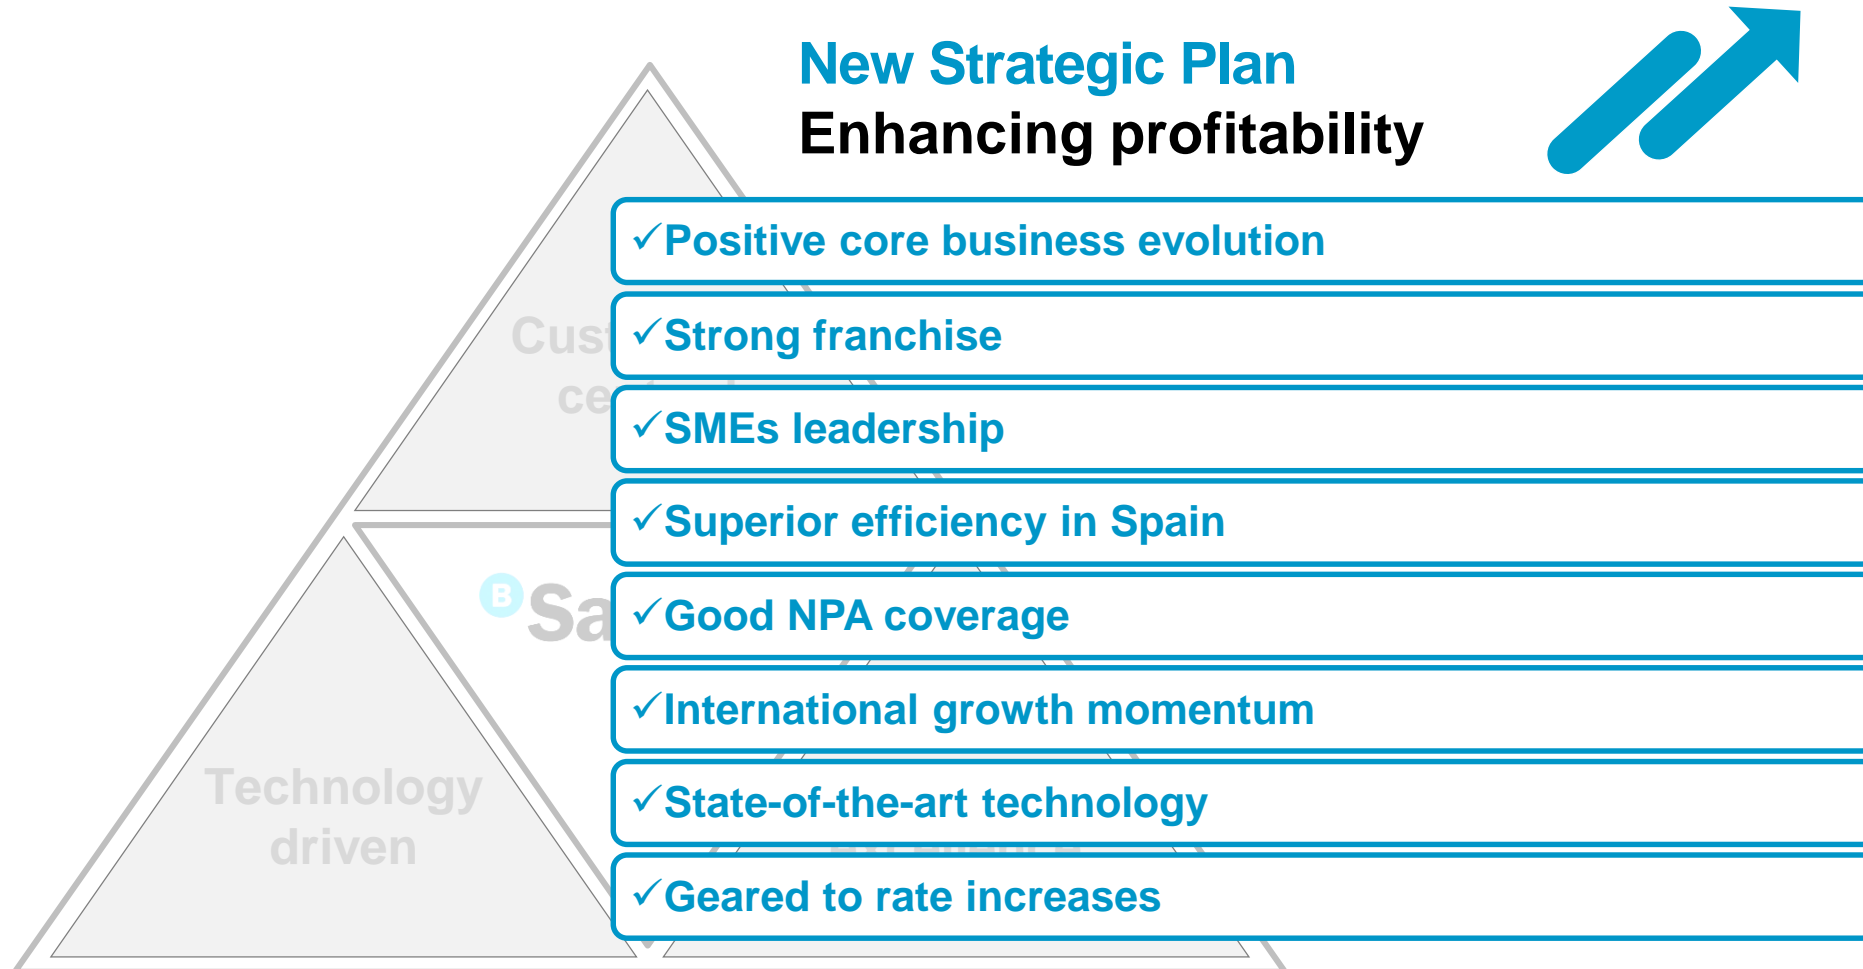 New Strategic Plan
Enhancing profitability
✓Positive core business evolution
✓Strong franchise
✓SMEs leadership
✓Superior efficiency in Spain
✓Good NPA coverage
✓International growth momentum
✓State-of-the-art technology
✓Geared to rate increases
B
Technology
driven